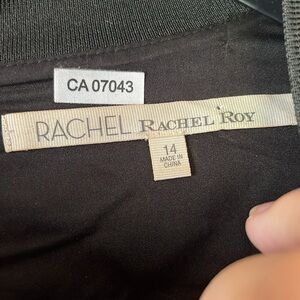 CA 07043
RACHEL RACHEL ROY
14
MADE IN
CHINA